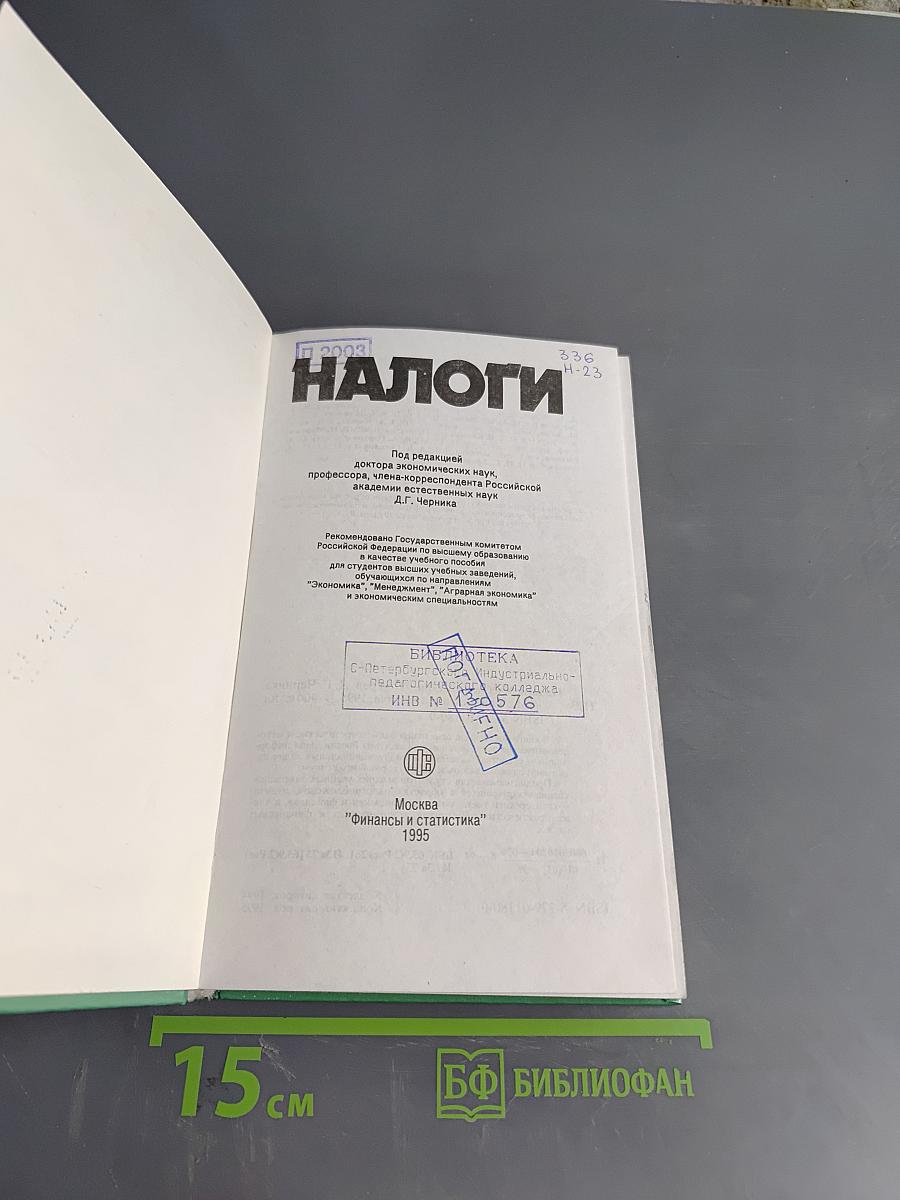 П 2003
336
Н-23
НАЛОГИ
Под редакцией
доктора экономических наук,
профессора, члена-корреспондента Российской
академии естественных наук
Д.Г. Черника
Рекомендовано Государственным комитетом
Российской Федерации по высшему образованию
в качестве учебного пособия
для студентов высших учебных заведений,
обучающихся по направлениям
"Экономика", "Менеджмент", "Аграрная экономика"
и экономическим специальностям
БИБЛИОТЕКА
С-Петербургского Индустриально-
педагогического колледжа
ИНВ № 576
ПОГАШЕНО
Москва
"Финансы и статистика"
1995
15 см
БФ БИБЛИОФАН